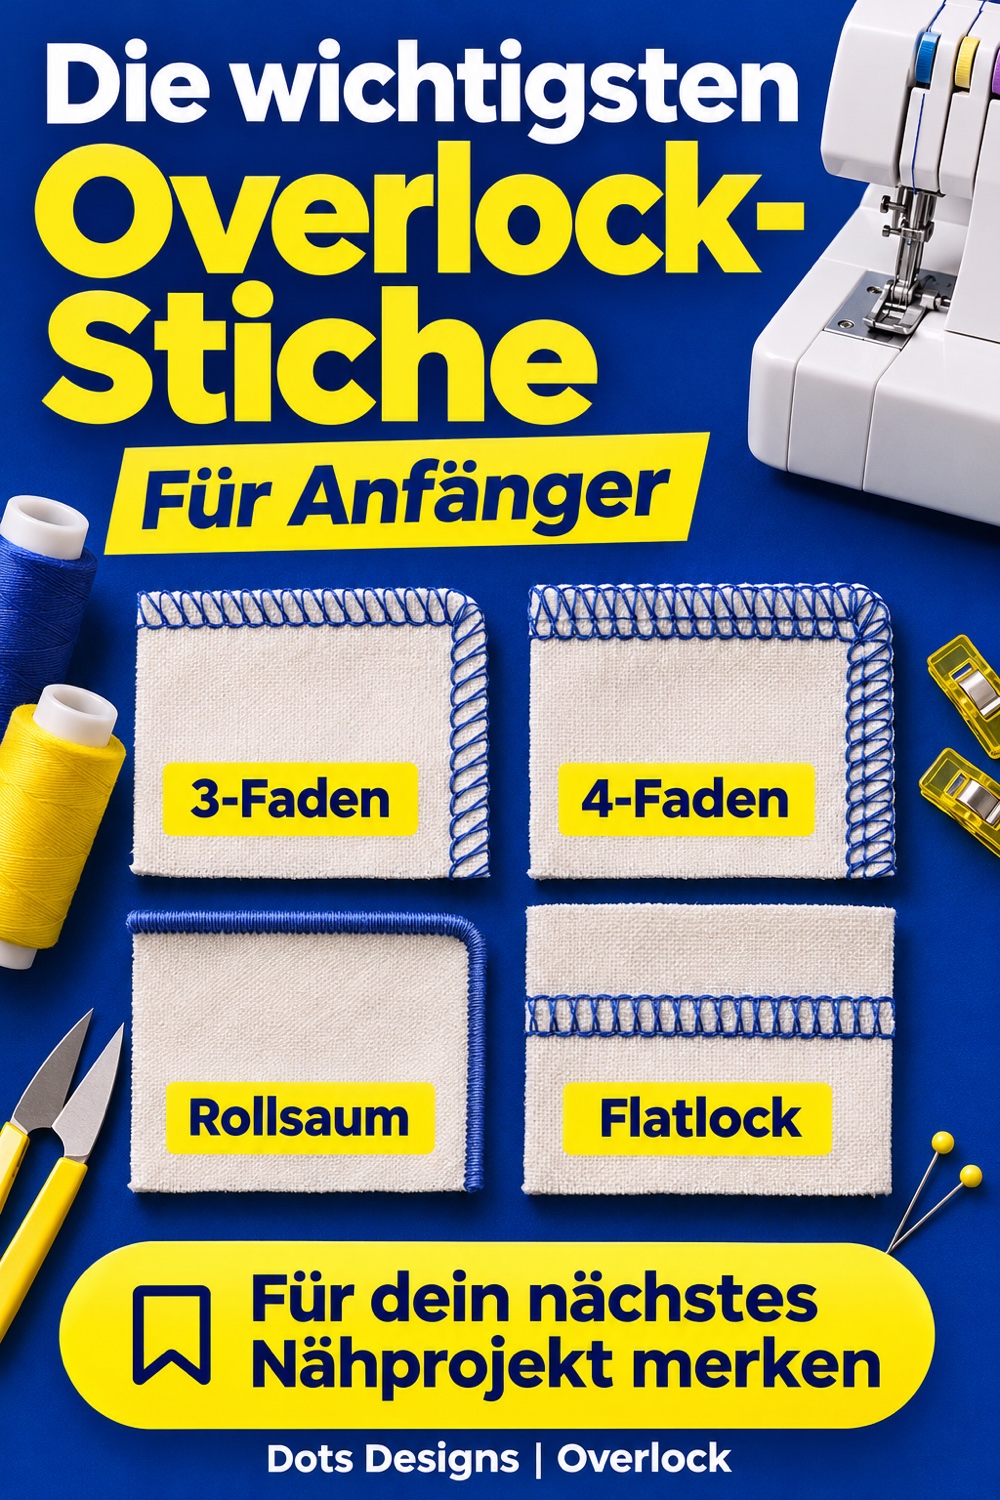 Die wichtigsten
Overlock-
Stiche
Für Anfänger
3-Faden
4-Faden
Rollsaum
Flatlock
Für dein nächstes
Nähprojekt merken
Dots Designs | Overlock